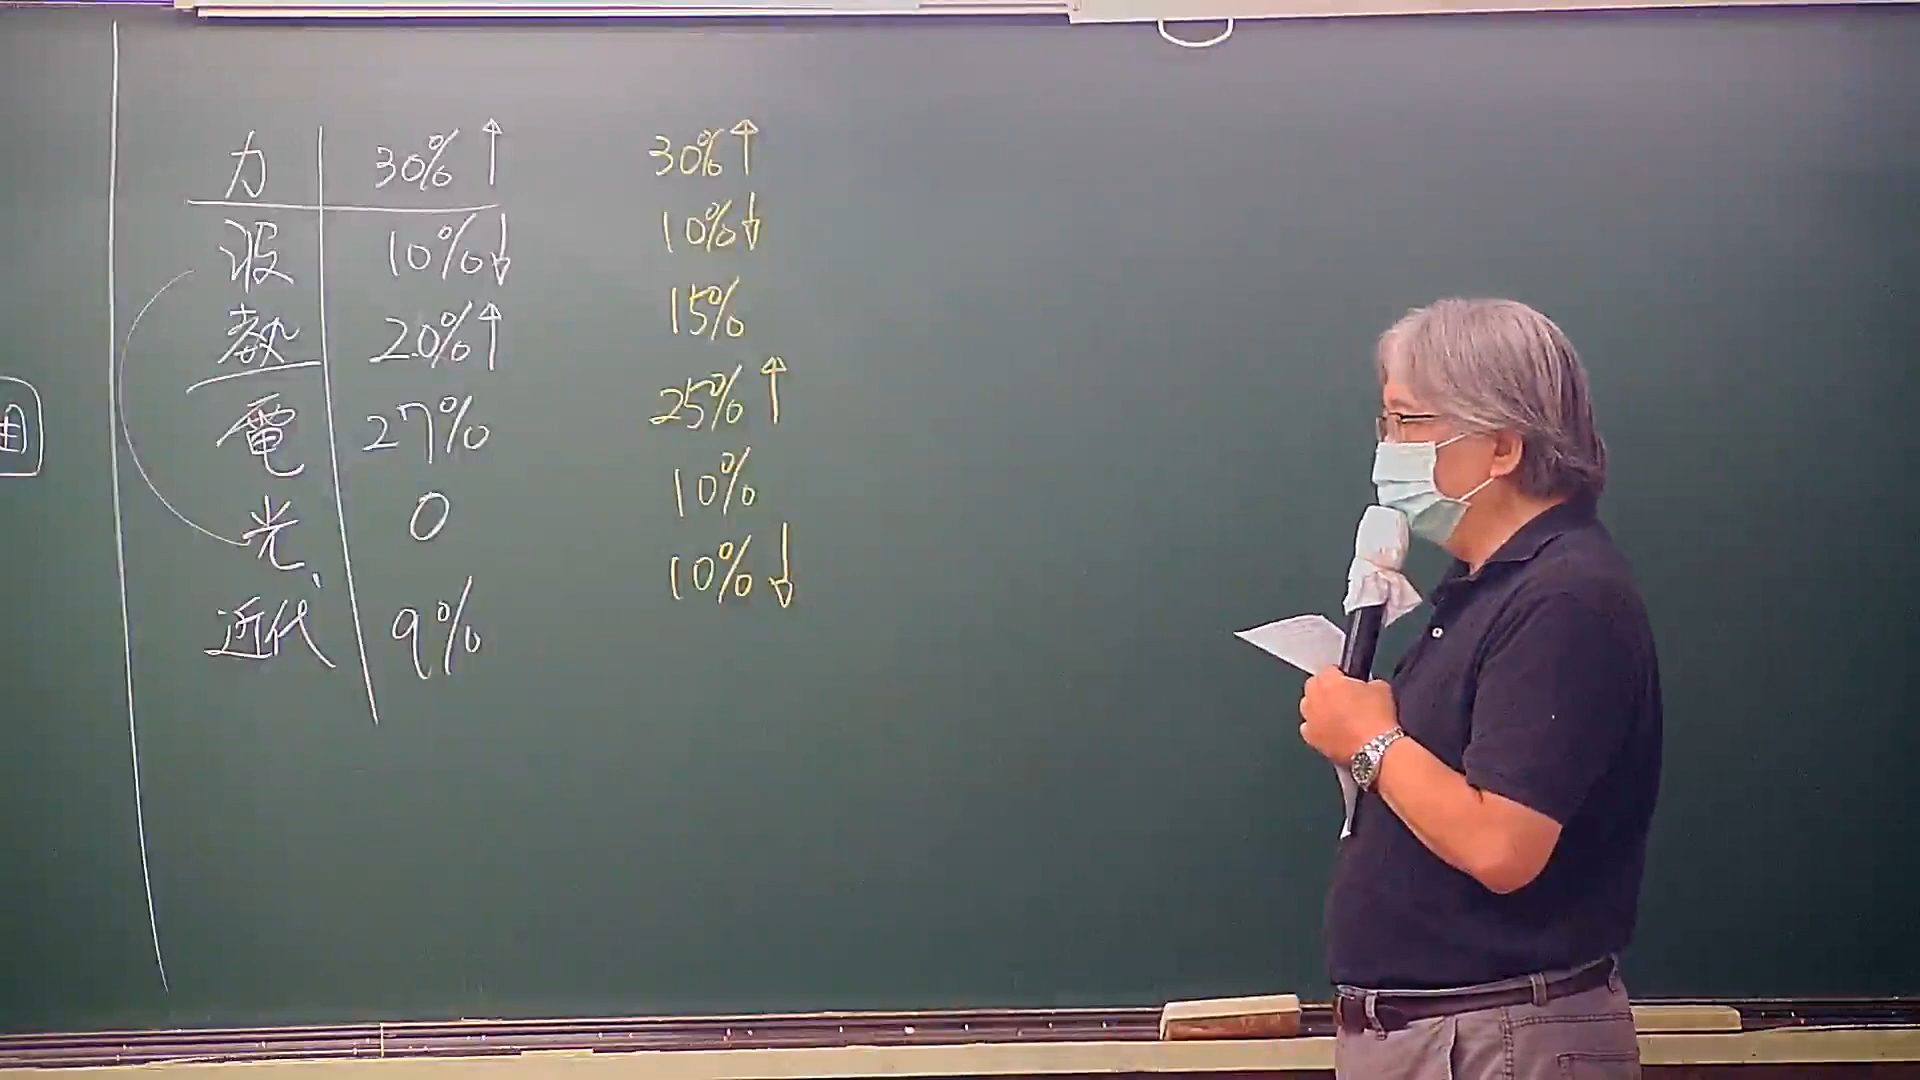 力 30%↑ 30%↑
波 10%↓ 10%↓
熱 20%↑ 15%
電 27% 25%↑
光 0 10%
近代 9% 10%↓